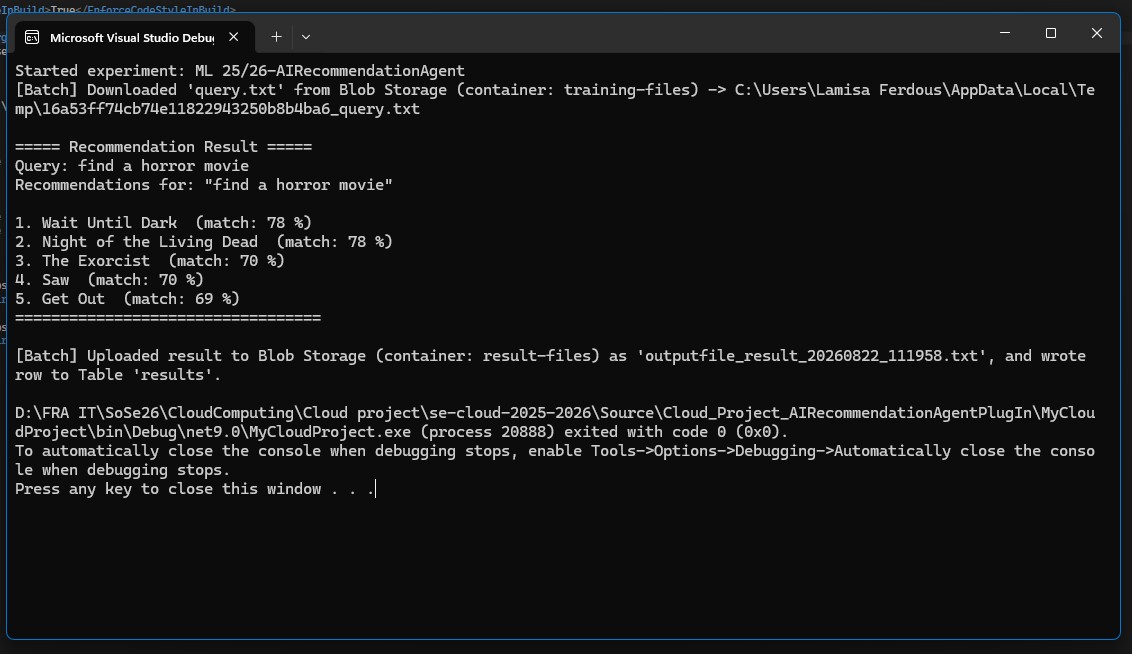 InBuild>True</EnforceCodeStyleInBuild>
Microsoft Visual Studio Debu
Started experiment: ML 25/26-AIRecommendationAgent
[Batch] Downloaded 'query.txt' from Blob Storage (container: training-files) -> C:\Users\Lamisa Ferdous\AppData\Local\Te
mp\16a53ff74cb74e11822943250b8b4ba6_query.txt
===== Recommendation Result =====
Query: find a horror movie
Recommendations for: "find a horror movie"
1. Wait Until Dark  (match: 78 %)
2. Night of the Living Dead  (match: 78 %)
3. The Exorcist  (match: 70 %)
4. Saw  (match: 70 %)
5. Get Out  (match: 69 %)
==================================
[Batch] Uploaded result to Blob Storage (container: result-files) as 'outputfile_result_20260822_111958.txt', and wrote
row to Table 'results'.
D:\FRA IT\SoSe26\CloudComputing\Cloud project\se-cloud-2025-2026\Source\Cloud_Project_AIRecommendationAgentPlugIn\MyClou
dProject\bin\Debug\net9.0\MyCloudProject.exe (process 20888) exited with code 0 (0x0).
To automatically close the console when debugging stops, enable Tools->Options->Debugging->Automatically close the conso
le when debugging stops.
Press any key to close this window . . .